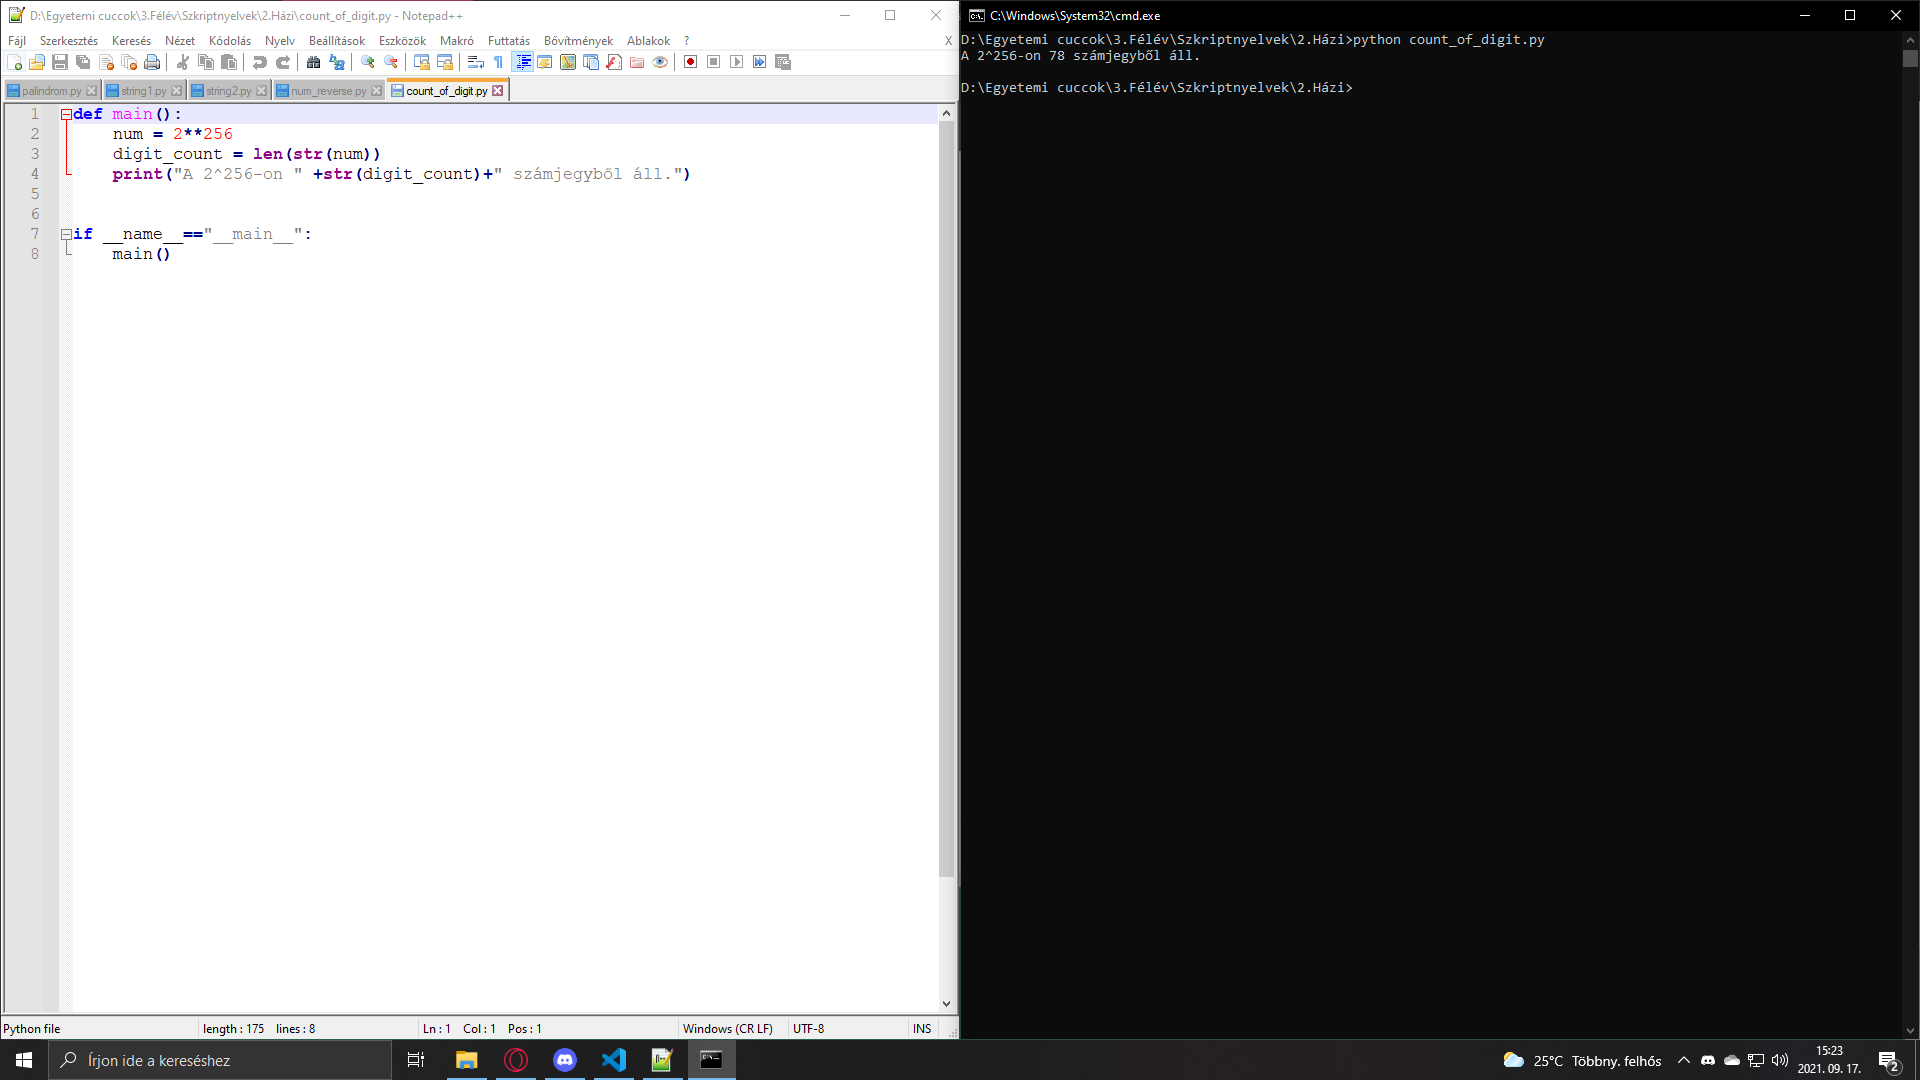 D:\Egyetemi cuccok\3.Félév\Szkriptnyelvek\2.Házi\count_of_digit.py - Notepad++
Fájl Szerkesztés Keresés Nézet Kódolás Nyelv Beállítások Eszközök Makró Futtatás Bővítmények Ablakok ? X
palindrom.py string1.py string2.py num_reverse.py count_of_digit.py
1 def main():
2     num = 2**256
3     digit_count = len(str(num))
4     print("A 2^256-on " +str(digit_count)+" számjegyből áll.")
5
6
7 if __name__=="__main__":
8     main()
Python file length : 175 lines : 8 Ln : 1 Col : 1 Pos : 1 Windows (CR LF) UTF-8 INS
C:\Windows\System32\cmd.exe
D:\Egyetemi cuccok\3.Félév\Szkriptnyelvek\2.Házi>python count_of_digit.py
A 2^256-on 78 számjegyből áll.
D:\Egyetemi cuccok\3.Félév\Szkriptnyelvek\2.Házi>
Írjon ide a kereséshez
25°C Többny. felhős
15:23
2021. 09. 17.
2